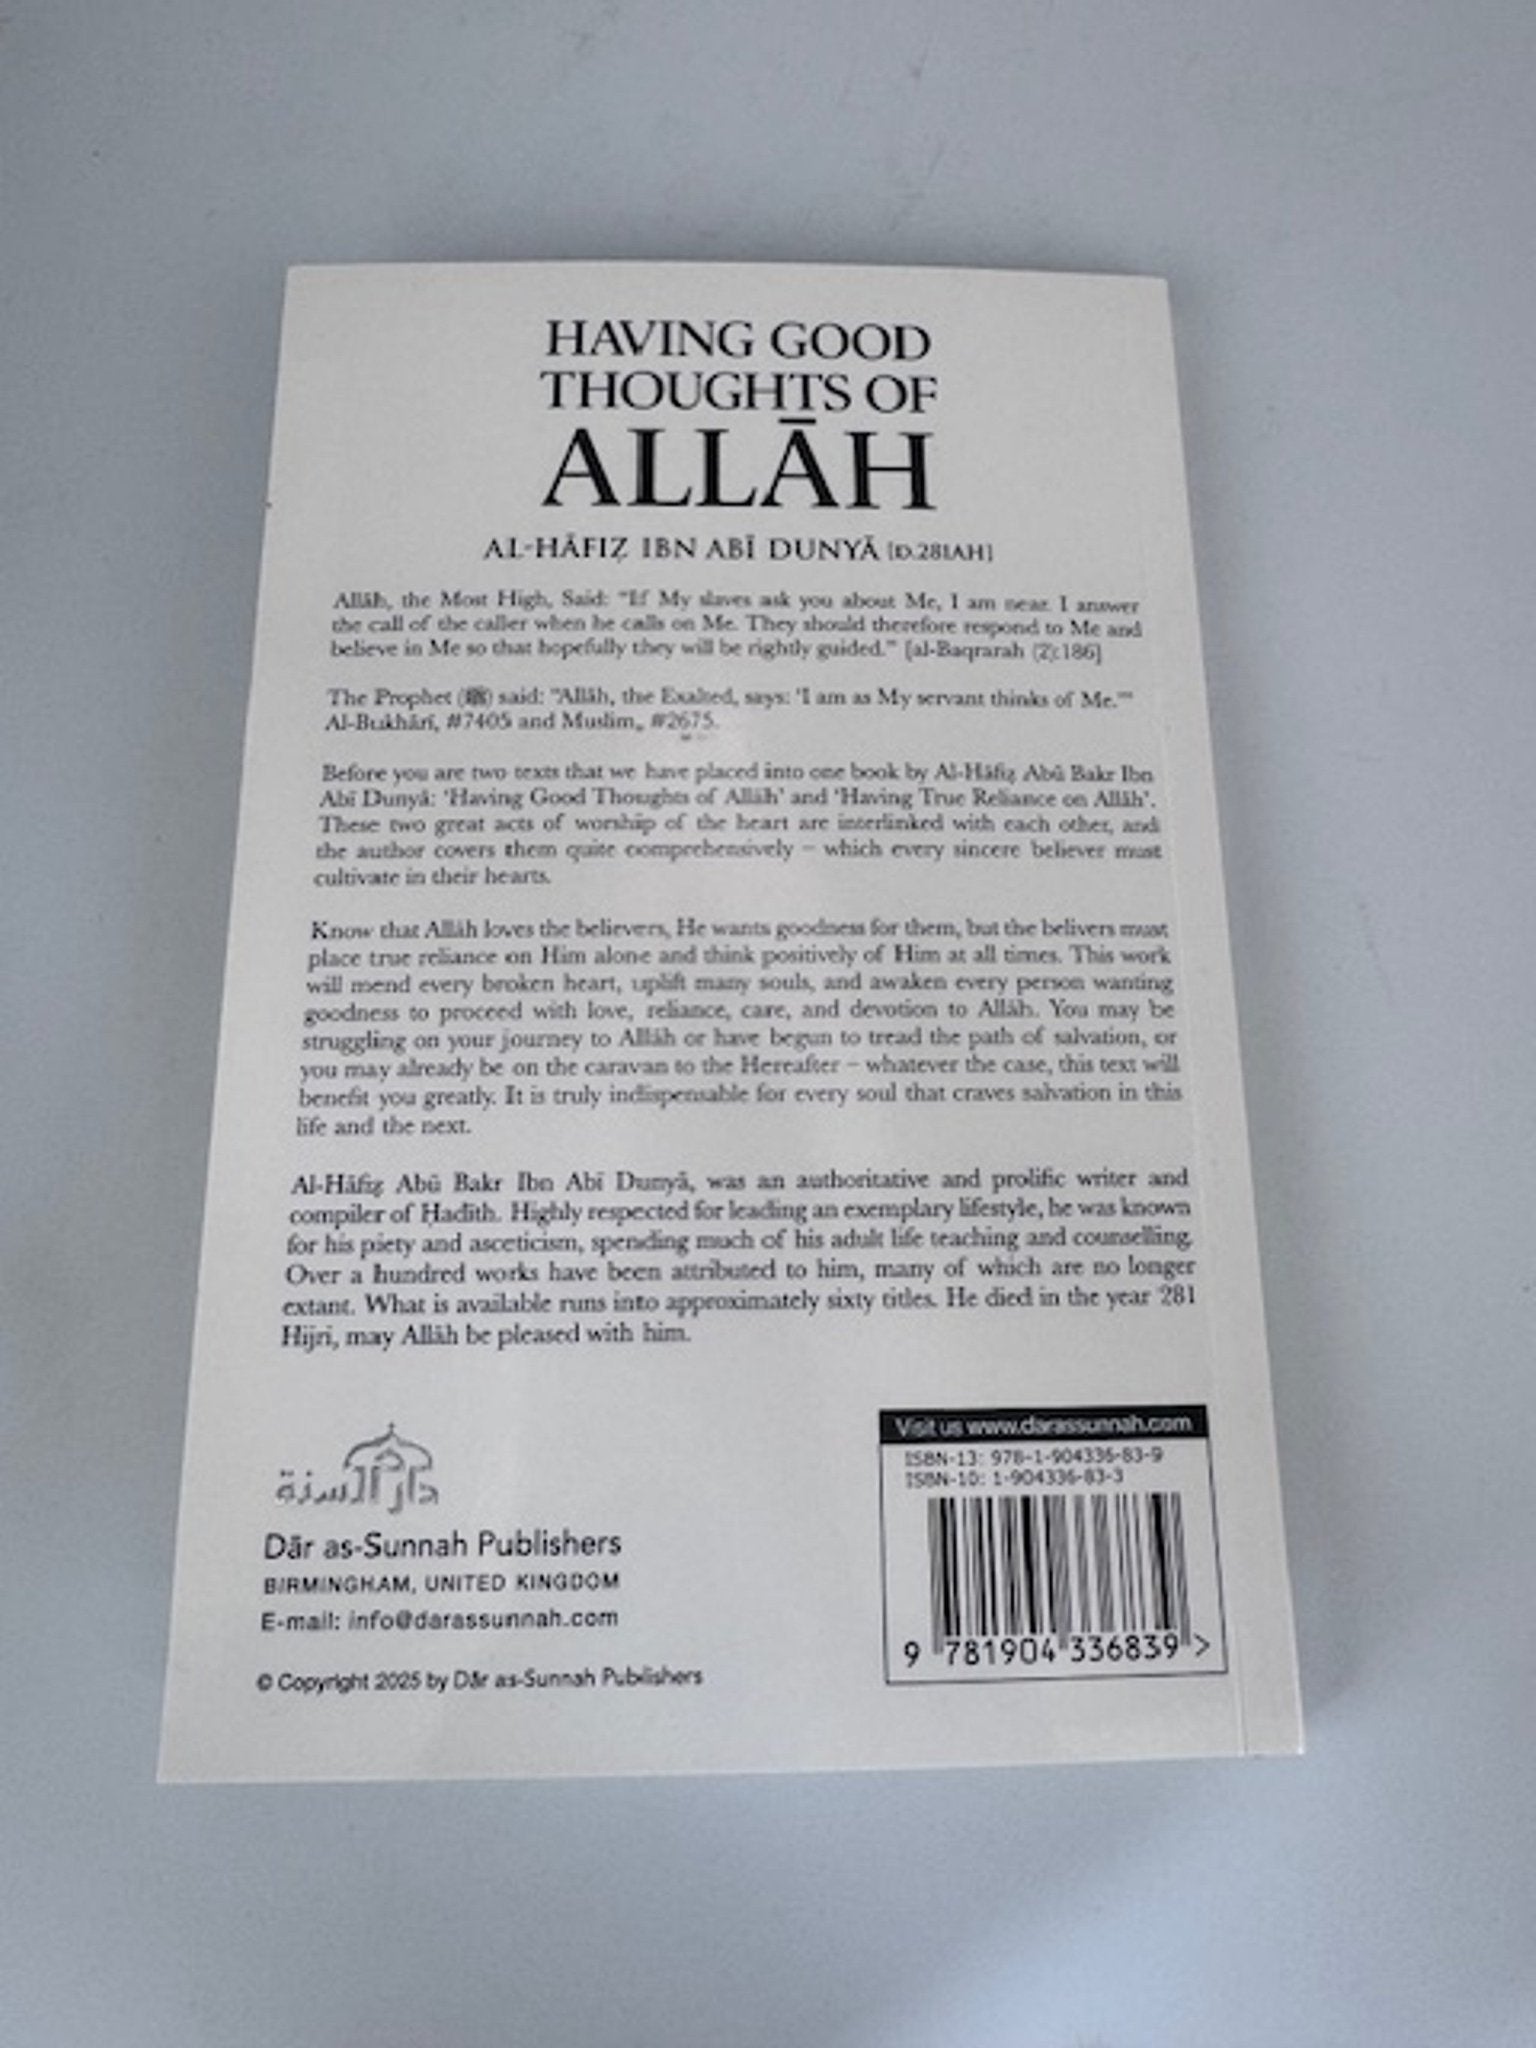 HAVING GOOD
THOUGHTS OF
ALLĀH
AL-HĀFIẒ IBN ABĪ DUNYĀ [D.281AH]
Allāh, the Most High, Said: "If My slaves ask you about Me, I am near. I answer
the call of the caller when he calls on Me. They should therefore respond to Me and
believe in Me so that hopefully they will be rightly guided." [al-Baqrarah (2):186]
The Prophet (ﷺ) said: "Allāh, the Exalted, says: 'I am as My servant thinks of Me.'"
Al-Bukhārī, #7405 and Muslim,, #2675.
Before you are two texts that we have placed into one book by Al-Hāfiẓ Abū Bakr Ibn
Abī Dunyā: 'Having Good Thoughts of Allāh' and 'Having True Reliance on Allāh'.
These two great acts of worship of the heart are interlinked with each other, and
the author covers them quite comprehensively – which every sincere believer must
cultivate in their hearts.
Know that Allāh loves the believers, He wants goodness for them, but the belivers must
place true reliance on Him alone and think positively of Him at all times. This work
will mend every broken heart, uplift many souls, and awaken every person wanting
goodness to proceed with love, reliance, care, and devotion to Allāh. You may be
struggling on your journey to Allāh or have begun to tread the path of salvation, or
you may already be on the caravan to the Hereafter – whatever the case, this text will
benefit you greatly. It is truly indispensable for every soul that craves salvation in this
life and the next.
Al-Hāfiẓ Abū Bakr Ibn Abī Dunyā, was an authoritative and prolific writer and
compiler of Ḥadīth. Highly respected for leading an exemplary lifestyle, he was known
for his piety and asceticism, spending much of his adult life teaching and counselling.
Over a hundred works have been attributed to him, many of which are no longer
extant. What is available runs into approximately sixty titles. He died in the year 281
Hijri, may Allāh be pleased with him.
دار السنة
Dār as-Sunnah Publishers
BIRMINGHAM, UNITED KINGDOM
E-mail: info@darassunnah.com
© Copyright 2025 by Dār as-Sunnah Publishers
Visit us www.darassunnah.com
ISBN-13: 978-1-904336-83-9
ISBN-10: 1-904336-83-3
9 781904 336839 >